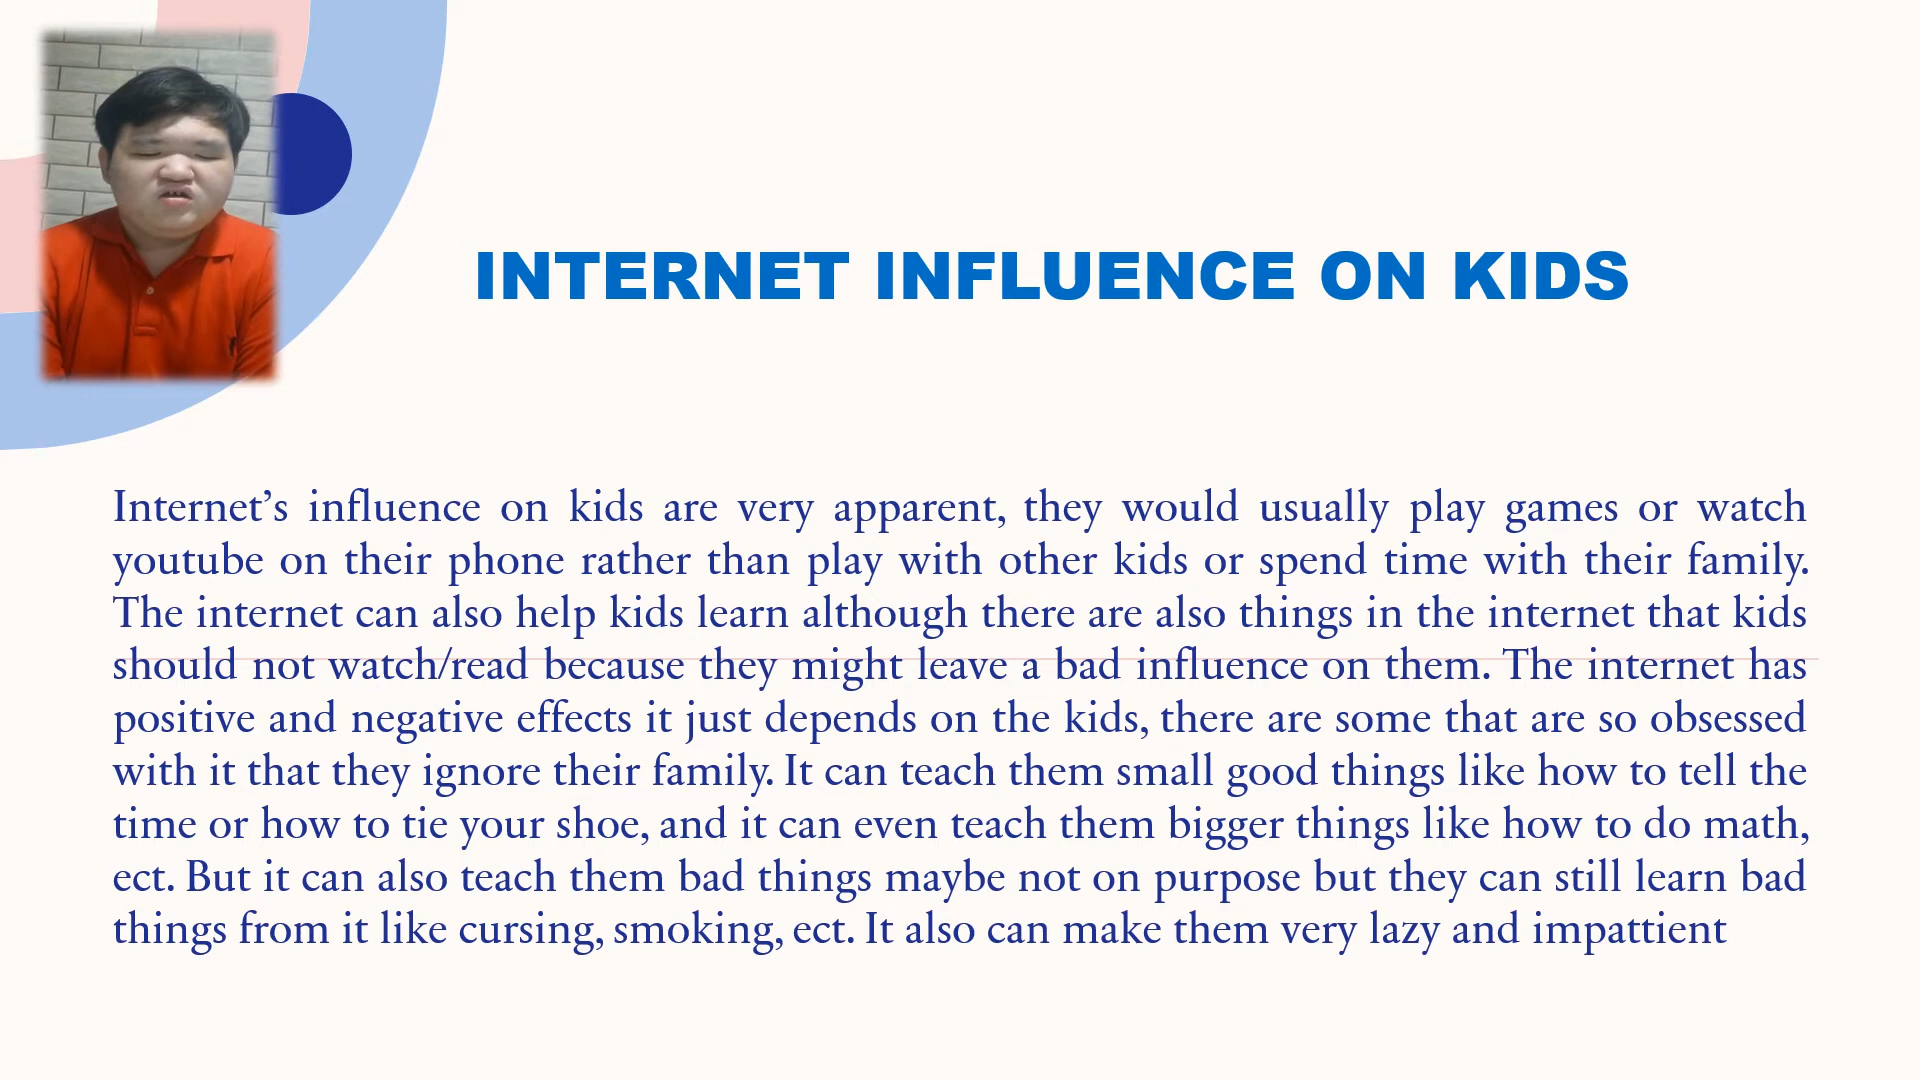 INTERNET INFLUENCE ON KIDS
Internet’s influence on kids are very apparent, they would usually play games or watch
youtube on their phone rather than play with other kids or spend time with their family.
The internet can also help kids learn although there are also things in the internet that kids
should not watch/read because they might leave a bad influence on them. The internet has
positive and negative effects it just depends on the kids, there are some that are so obsessed
with it that they ignore their family. It can teach them small good things like how to tell the
time or how to tie your shoe, and it can even teach them bigger things like how to do math,
ect. But it can also teach them bad things maybe not on purpose but they can still learn bad
things from it like cursing, smoking, ect. It also can make them very lazy and impattient